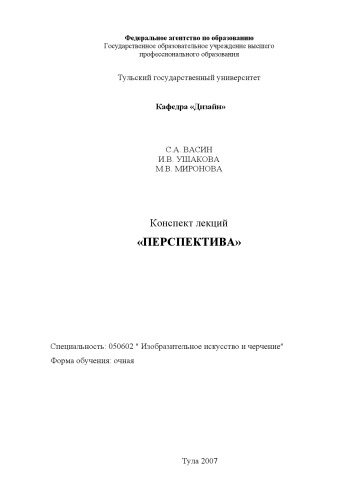 Федеральное агентство по образованию
Государственное образовательное учреждение высшего
профессионального образования
Тульский государственный университет
Кафедра «Дизайн»
С.А. ВАСИН
И.В. УШАКОВА
М.В. МИРОНОВА
Конспект лекций
«ПЕРСПЕКТИВА»
Специальность: 050602 " Изобразительное искусство и черчение"
Форма обучения: очная
Тула 2007